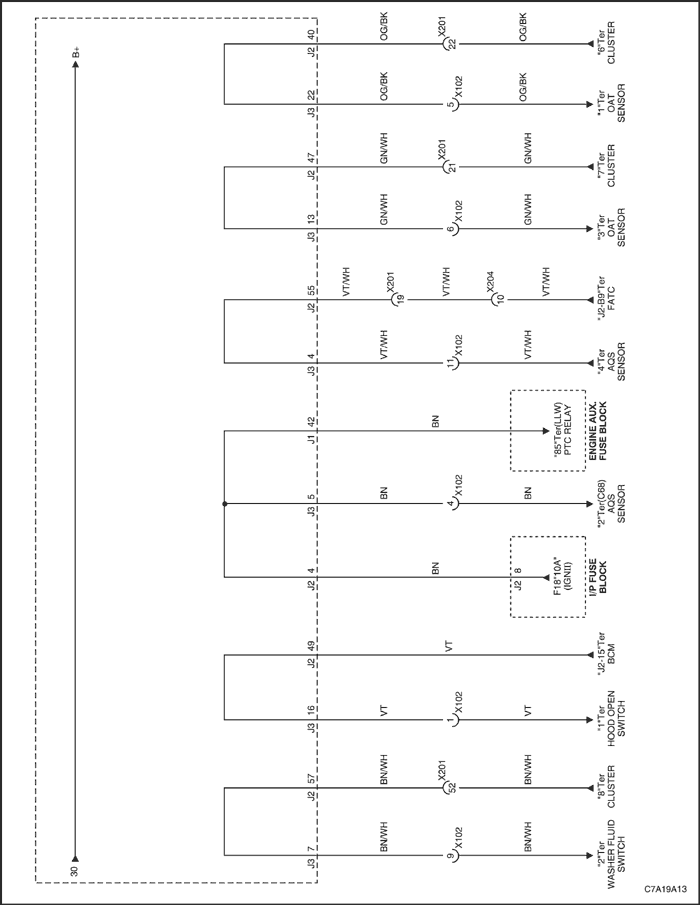 30
B+
J3 7
BN/WH
9 X102
BN/WH
"2"Ter
WASHER FLUID
SWITCH
J2 57
BN/WH
52 X201
BN/WH
"8"Ter
CLUSTER
J3 16
VT
1 X102
VT
"1"Ter
HOOD OPEN
SWITCH
J2 49
VT
"J2-15"Ter
BCM
J2 4
BN
J2 8
F18"10A"
(IGNII)
I/P FUSE
BLOCK
J3 5
BN
4 X102
BN
"2"Ter(C68)
AQS
SENSOR
J1 42
BN
"85"Ter(LLW)
PTC RELAY
ENGINE AUX.
FUSE BLOCK
J3 4
VT/WH
11 X102
VT/WH
"4"Ter
AQS
SENSOR
J2 55
VT/WH
19 X201
VT/WH
10 X204
VT/WH
"J2-B9"Ter
FATC
J3 13
GN/WH
6 X102
GN/WH
"3"Ter
OAT
SENSOR
J2 47
GN/WH
21 X201
GN/WH
"7"Ter
CLUSTER
J3 22
OG/BK
5 X102
OG/BK
"1"Ter
OAT
SENSOR
J2 40
OG/BK
22 X201
OG/BK
"6"Ter
CLUSTER
C7A19A13